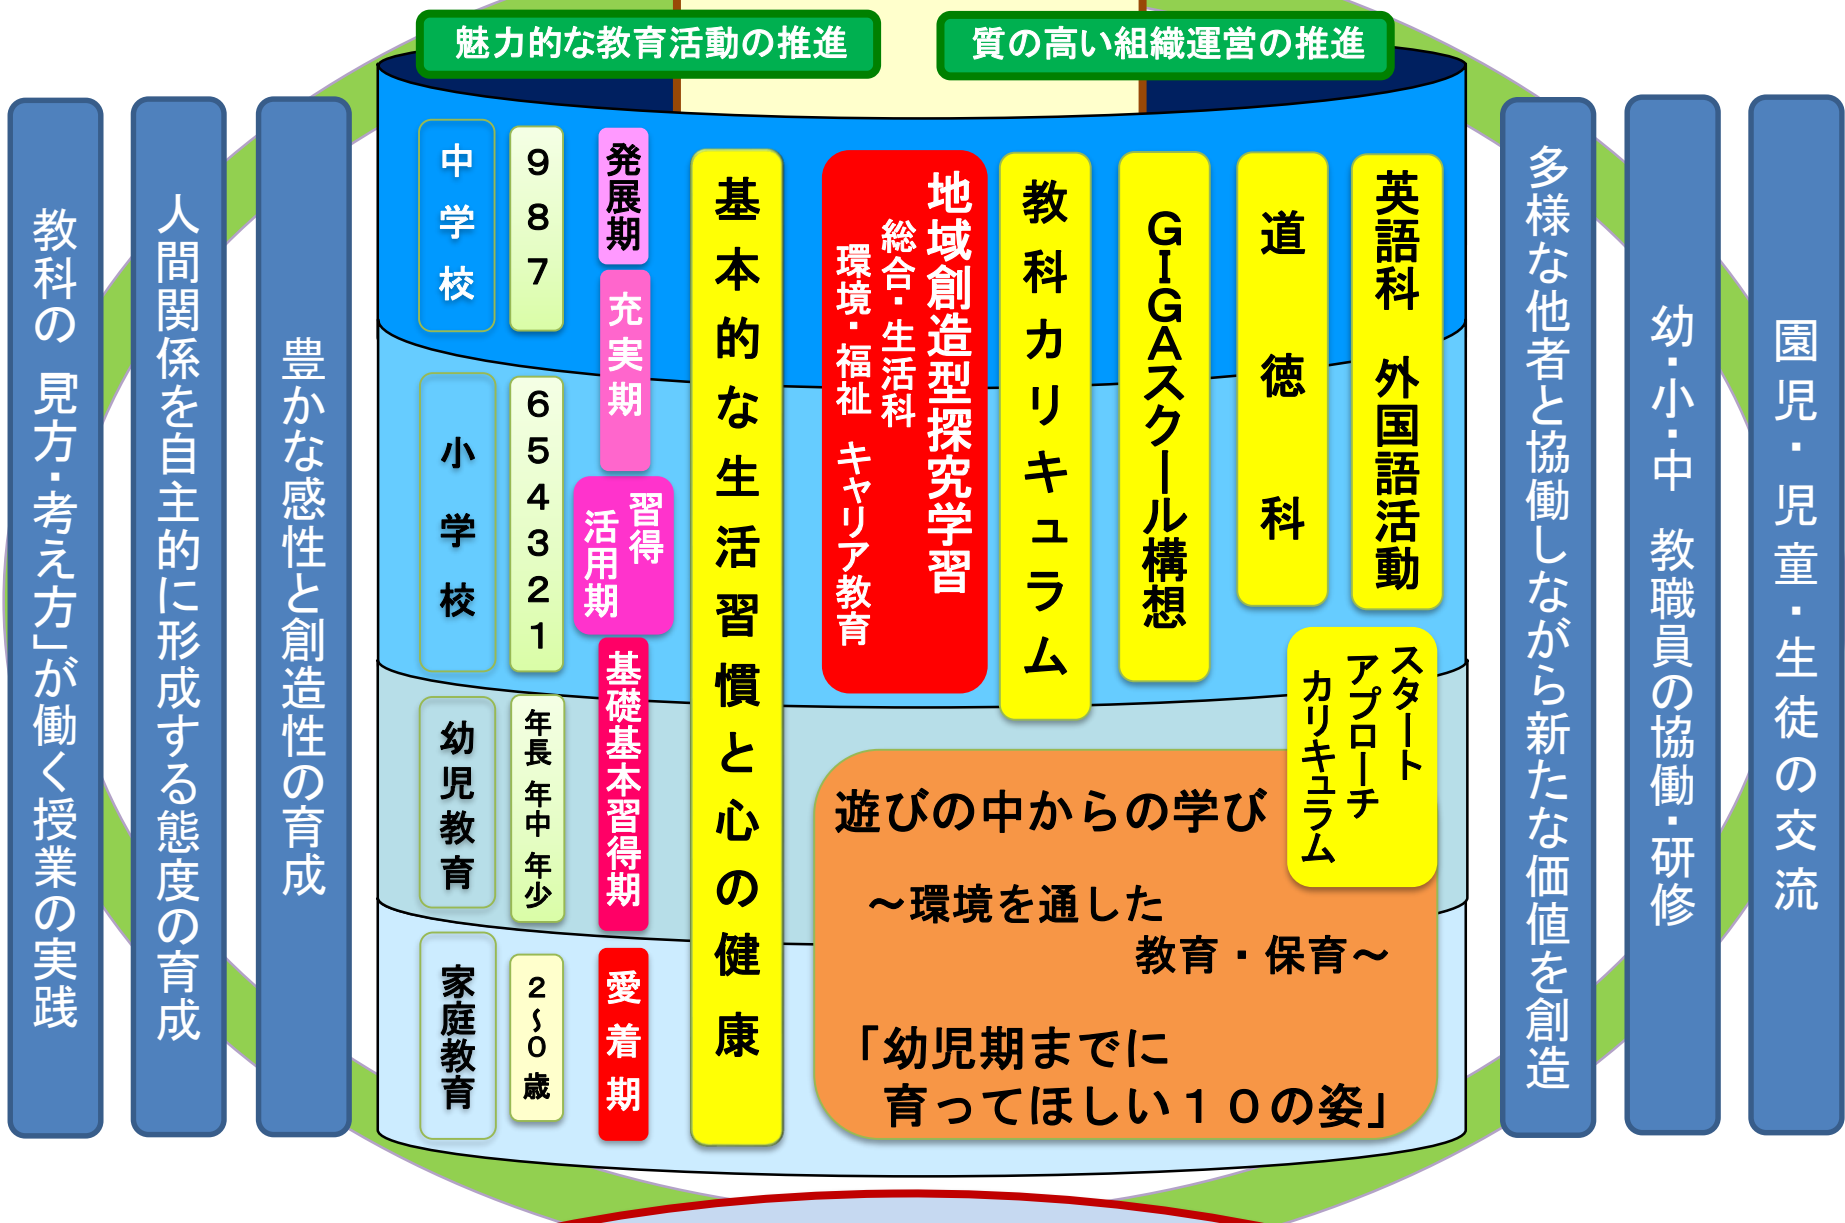 魅力的な教育活動の推進
質の高い組織運営の推進
教科の「見方・考え方」が働く授業の実践
人間関係を自主的に形成する態度の育成
豊かな感性と創造性の育成
中学校
9
8
7
発展期
充実期
小学校
6
5
4
3
2
1
習得
活用期
幼児教育
年長
年中
年少
基礎基本習得期
家庭教育
2~0歳
愛着期
基本的な生活習慣と心の健康
地域創造型探究学習
総合・生活科
環境・福祉 キャリア教育
教科カリキュラム
GIGAスクール構想
道徳科
英語科 外国語活動
スタート
アプローチ
カリキュラム
遊びの中からの学び
~環境を通した
教育・保育~
「幼児期までに
育ってほしい10の姿」
多様な他者と協働しながら新たな価値を創造
幼・小・中 教職員の協働・研修
園児・児童・生徒の交流